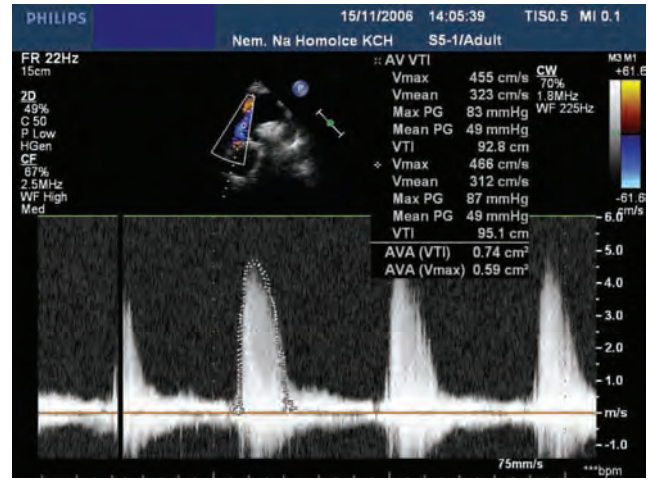 PHILIPS
15/11/2006 14:05:39 TIS0.5 MI 0.1
Nem. Na Homolce KCH S5-1/Adult
FR 22Hz
15cm
2D
49%
C 50
P Low
HGen
CF
67%
2.5MHz
WF High
Med
P
AV VTI
Vmax 455 cm/s
Vmean 323 cm/s
Max PG 83 mmHg
Mean PG 49 mmHg
VTI 92.8 cm
Vmax 466 cm/s
Vmean 312 cm/s
Max PG 87 mmHg
Mean PG 49 mmHg
VTI 95.1 cm
AVA (VTI) 0.74 cm²
AVA (Vmax) 0.59 cm²
CW
70%
1.8MHz
WF 225Hz
M3 M1
+61.6
-61.6
cm/s
-6.0
-5.0
-4.0
-3.0
-2.0
-1.0
-m/s
--1.0
75mm/s
***bpm